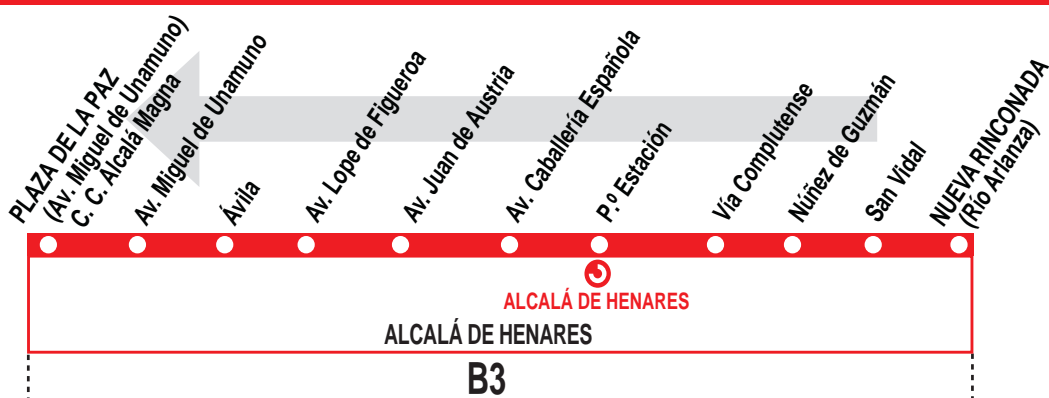 PLAZA DE LA PAZ
(Av. Miguel de Unamuno)
C. C. Alcalá Magna
Av. Miguel de Unamuno
Ávila
Av. Lope de Figueroa
Av. Juan de Austria
Av. Caballería Española
P.º Estación
Vía Complutense
Núñez de Guzmán
San Vidal
NUEVA RINCONADA
(Río Arlanza)
ALCALÁ DE HENARES
ALCALÁ DE HENARES
B3